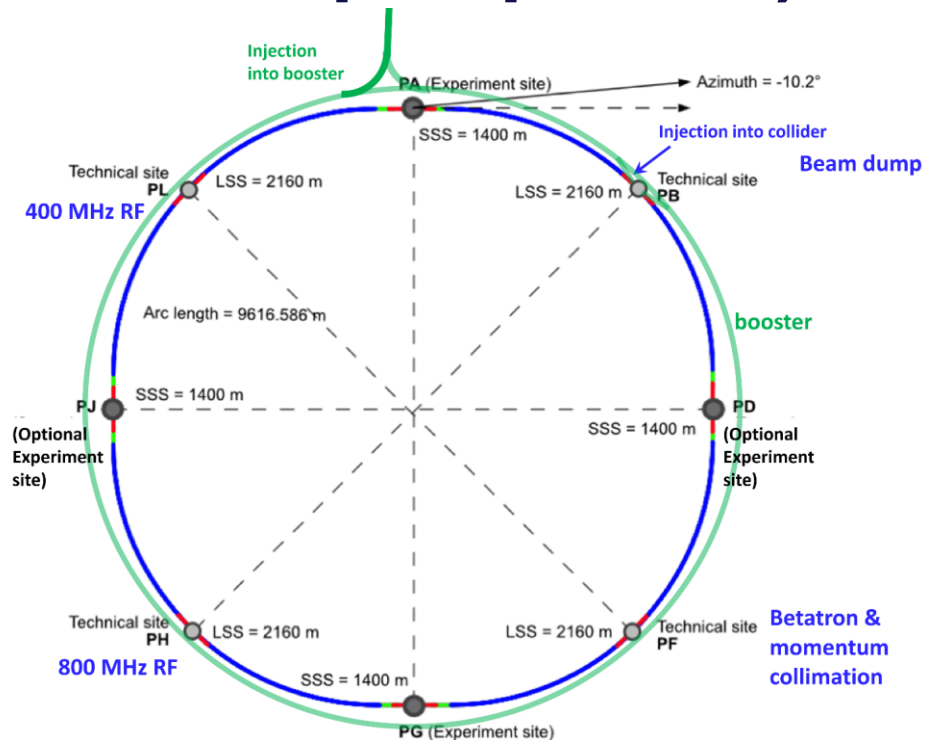 Injection
into booster
PA (Experiment site)
Azimuth = -10.2°
SSS = 1400 m
Injection into collider
Beam dump
Technical site
PL
LSS = 2160 m
400 MHz RF
LSS = 2160 m
Technical site
PB
Arc length = 9616.586 m
booster
SSS = 1400 m
PJ
(Optional
Experiment
site)
PD
SSS = 1400 m
(Optional
Experiment
site)
Technical site
PH
LSS = 2160 m
800 MHz RF
LSS = 2160 m
Technical site
PF
Betatron &
momentum
collimation
SSS = 1400 m
PG (Experiment site)